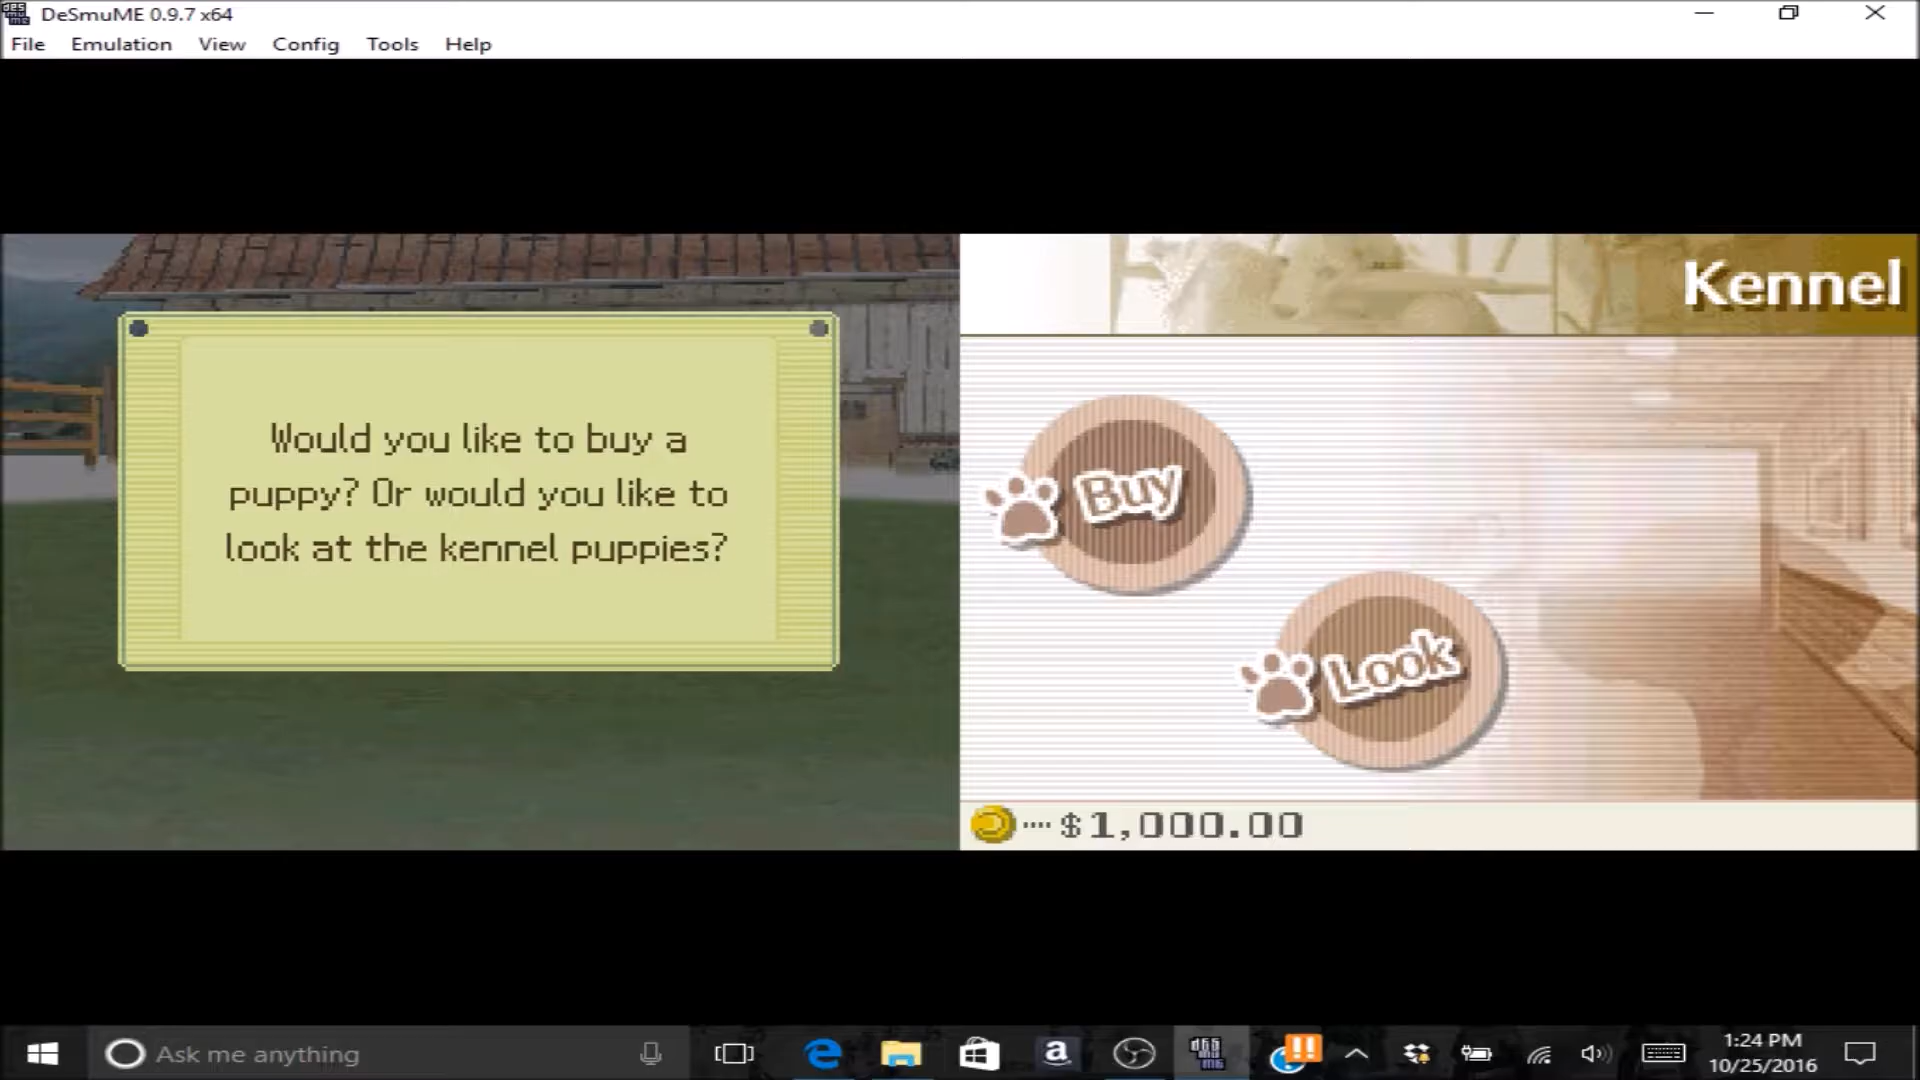 DeSmuME 0.9.7 x64
File Emulation View Config Tools Help
Would you like to buy a
puppy? Or would you like to
look at the kennel puppies?
Kennel
Buy
Look
$1,000.00
Ask me anything
1:24 PM
10/25/2016